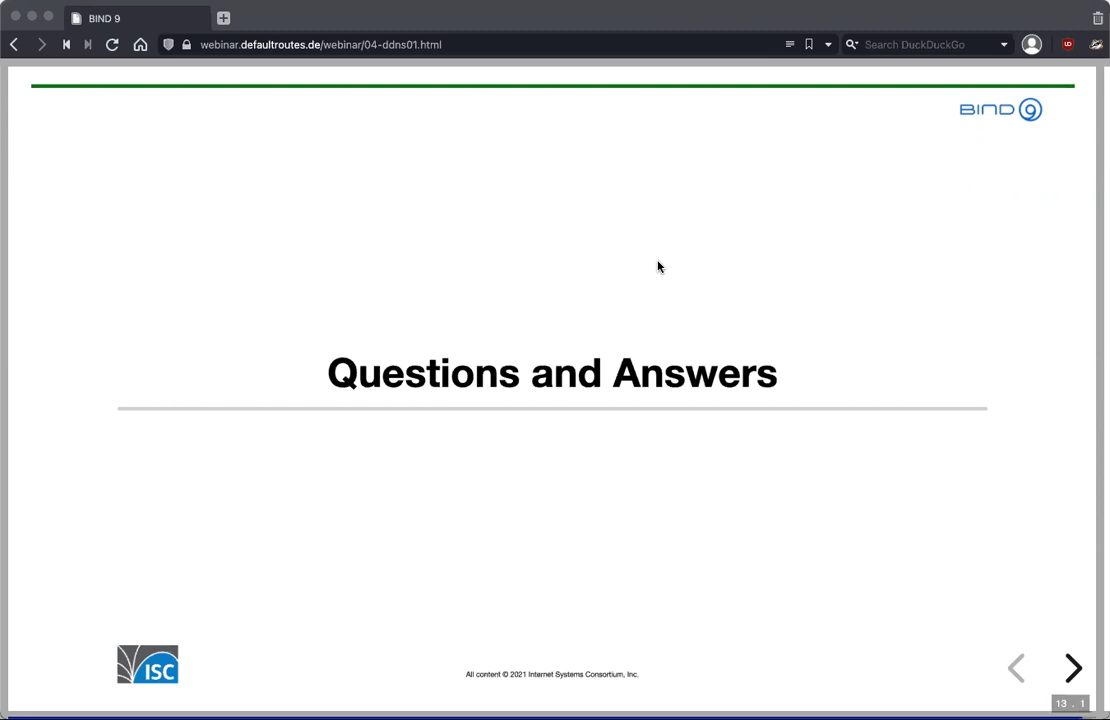 BIND 9
webinar.defaultroutes.de/webinar/04-ddns01.html
Search DuckDuckGo
BIND 9
Questions and Answers
ISC
All content © 2021 Internet Systems Consortium, Inc.
13 . 1